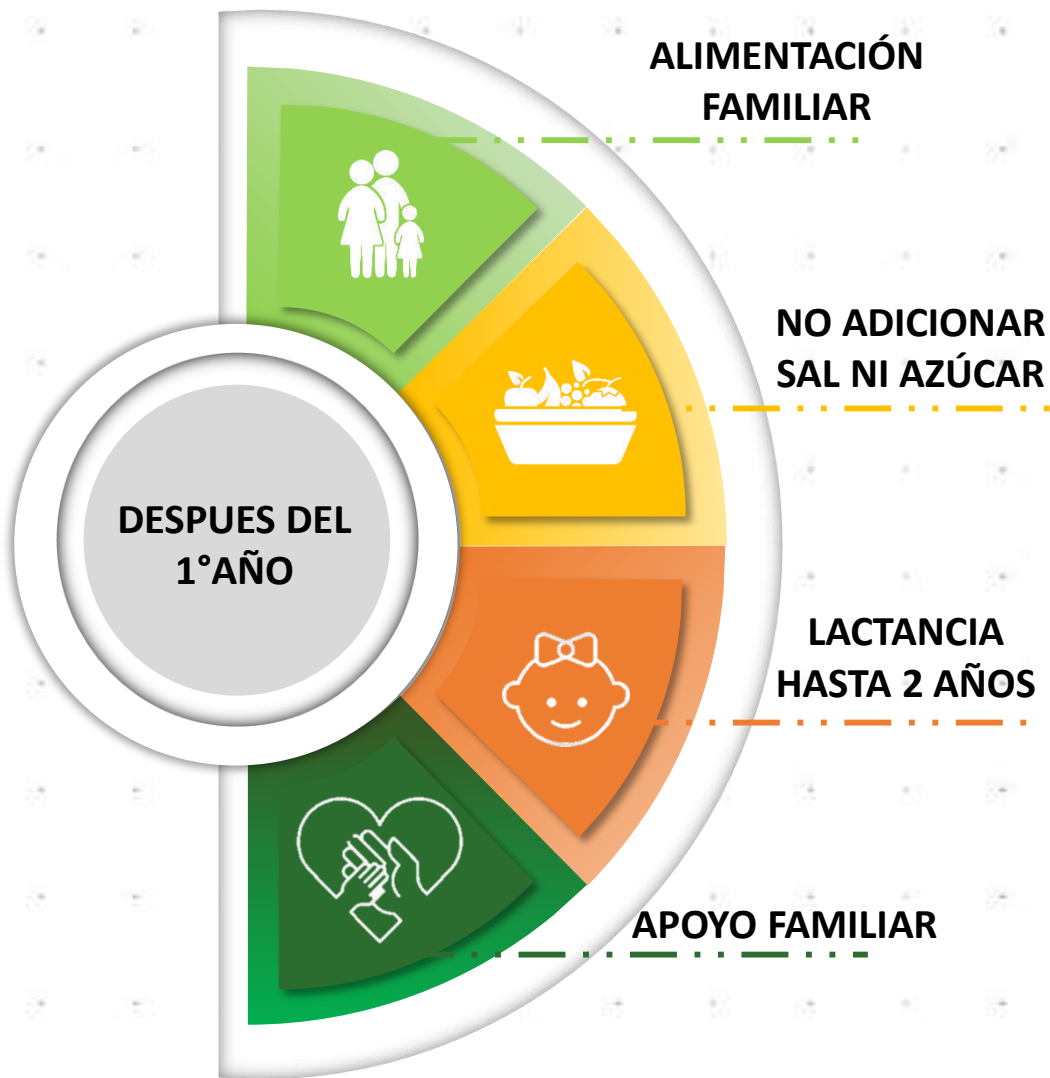 ALIMENTACIÓN
FAMILIAR
NO ADICIONAR
SAL NI AZÚCAR
DESPUES DEL
1°AÑO
LACTANCIA
HASTA 2 AÑOS
APOYO FAMILIAR